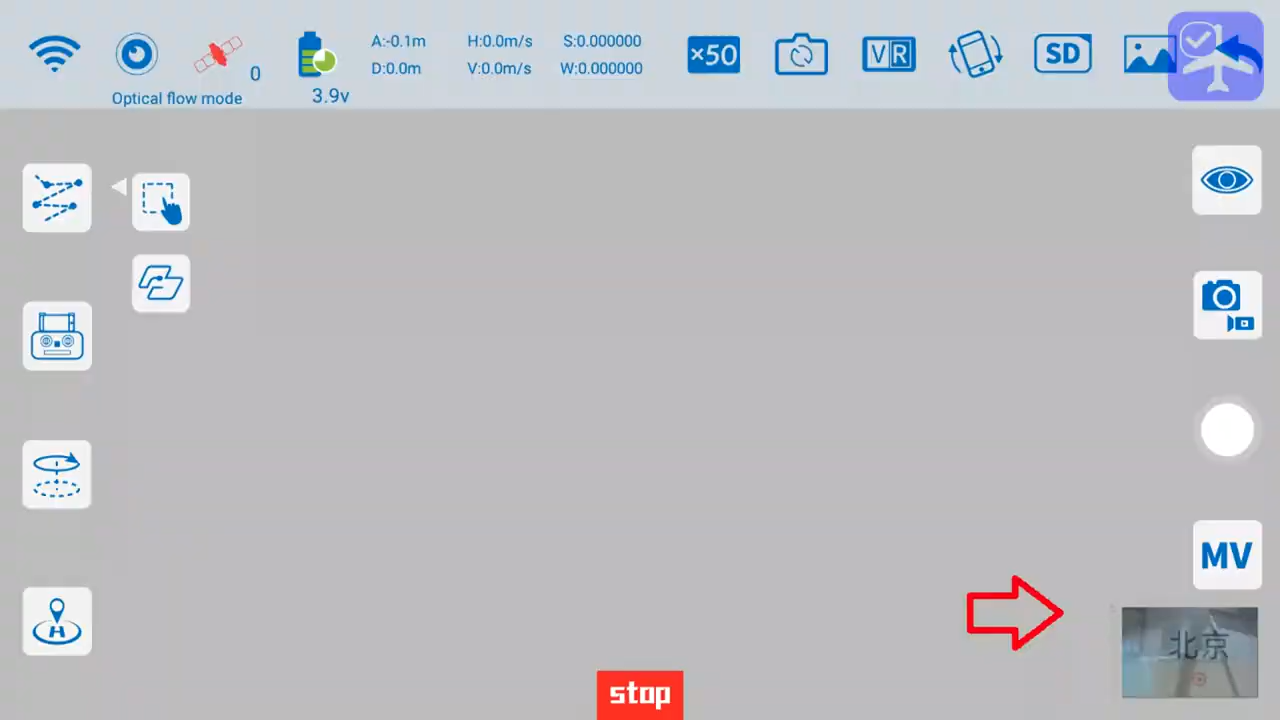 A:-0.1m H:0.0m/s S:0.000000
0
D:0.0m V:0.0m/s W:0.000000
×50
VR
SD
Optical flow mode
3.9v
H
MV
北京
stop